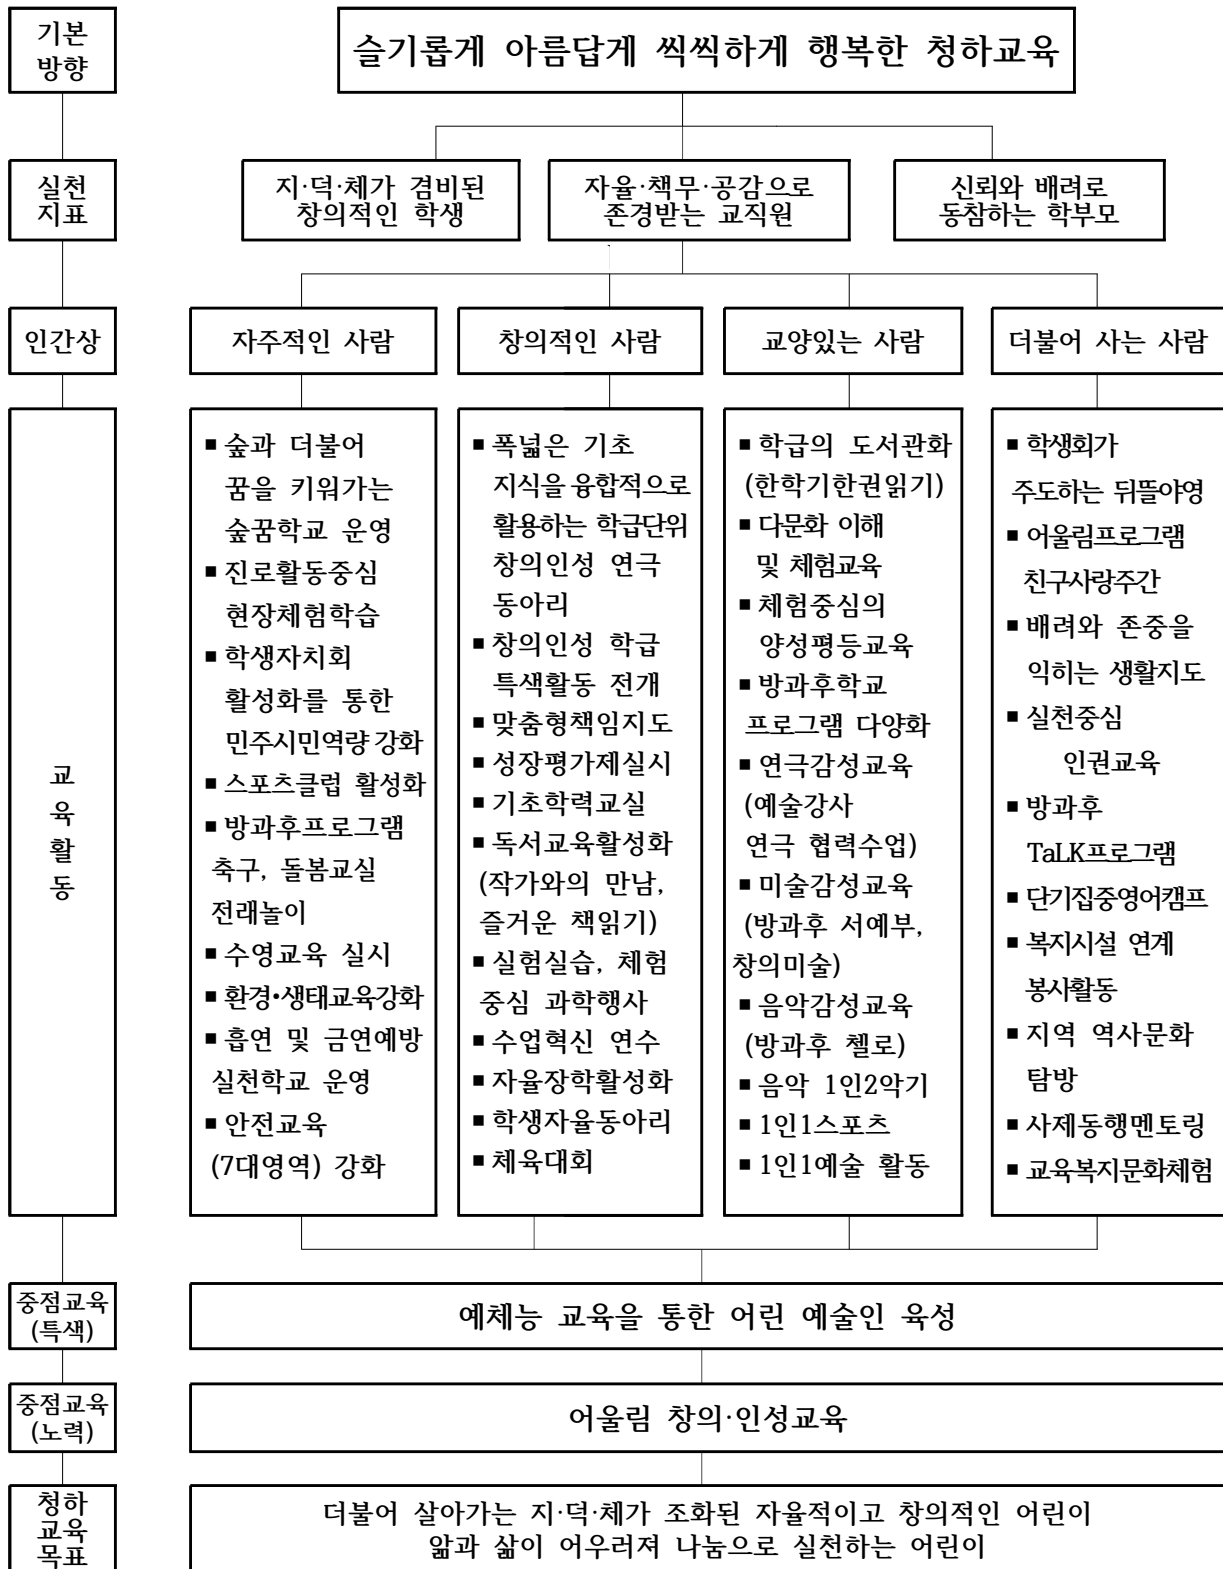 기본
방향
슬기롭게 아름답게 씩씩하게 행복한 청하교육
실천
지표
지·덕·체가 겸비된
창의적인 학생
자율·책무·공감으로
존경받는 교직원
신뢰와 배려로
동참하는 학부모
인간상
자주적인 사람
창의적인 사람
교양있는 사람
더불어 사는 사람
교
육
활
동
▪ 숲과 더불어
꿈을 키워가는
숲꿈학교 운영
▪ 진로활동중심
현장체험학습
▪ 학생자치회
활성화를 통한
민주시민역량 강화
▪ 스포츠클럽 활성화
▪ 방과후프로그램
축구, 돌봄교실
전래놀이
▪ 수영교육 실시
▪ 환경•생태교육강화
▪ 흡연 및 금연예방
실천학교 운영
▪ 안전교육
(7대영역) 강화
▪ 폭넓은 기초
지식을 융합적으로
활용하는 학급단위
창의인성 연극
동아리
▪ 창의인성 학급
특색활동 전개
▪ 맞춤형책임지도
▪ 성장평가제실시
▪ 기초학력교실
▪ 독서교육활성화
(작가와의 만남,
즐거운 책읽기)
▪ 실험실습, 체험
중심 과학행사
▪ 수업혁신 연수
▪ 자율장학활성화
▪ 학생자율동아리
▪ 체육대회
▪ 학급의 도서관화
(한학기한권읽기)
▪ 다문화 이해
및 체험교육
▪ 체험중심의
양성평등교육
▪ 방과후학교
프로그램 다양화
▪ 연극감성교육
(예술강사
연극 협력수업)
▪ 미술감성교육
(방과후 서예부,
창의미술)
▪ 음악감성교육
(방과후 첼로)
▪ 음악 1인2악기
▪ 1인1스포츠
▪ 1인1예술 활동
▪ 학생회가
주도하는 뒤뜰야영
▪ 어울림프로그램
친구사랑주간
▪ 배려와 존중을
익히는 생활지도
▪ 실천중심
인권교육
▪ 방과후
TaLK프로그램
▪ 단기집중영어캠프
▪ 복지시설 연계
봉사활동
▪ 지역 역사문화
탐방
▪ 사제동행멘토링
▪ 교육복지문화체험
중점교육
(특색)
예체능 교육을 통한 어린 예술인 육성
중점교육
(노력)
어울림 창의·인성교육
청하
교육
목표
더불어 살아가는 지·덕·체가 조화된 자율적이고 창의적인 어린이
앎과 삶이 어우러져 나눔으로 실천하는 어린이